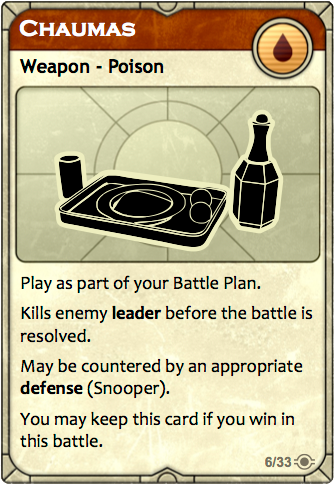 Chaumas
Weapon - Poison
Play as part of your Battle Plan.
Kills enemy leader before the battle is
resolved.
May be countered by an appropriate
defense (Snooper).
You may keep this card if you win in
this battle.
6/33